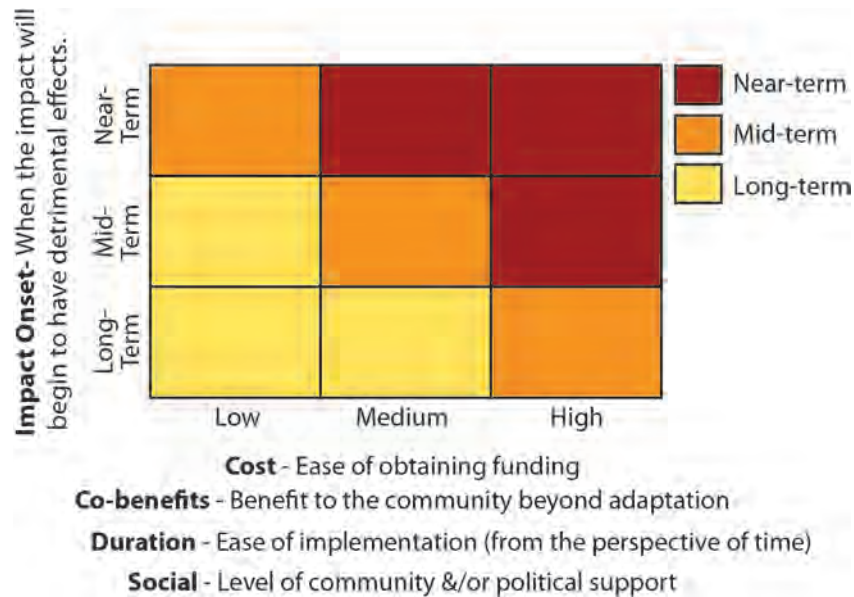 Impact Onset- When the impact will
begin to have detrimental effects.
Near-
Term
Mid-
Term
Long-
Term
Low
Medium
High
Near-term
Mid-term
Long-term
Cost - Ease of obtaining funding
Co-benefits - Benefit to the community beyond adaptation
Duration - Ease of implementation (from the perspective of time)
Social - Level of community &/or political support